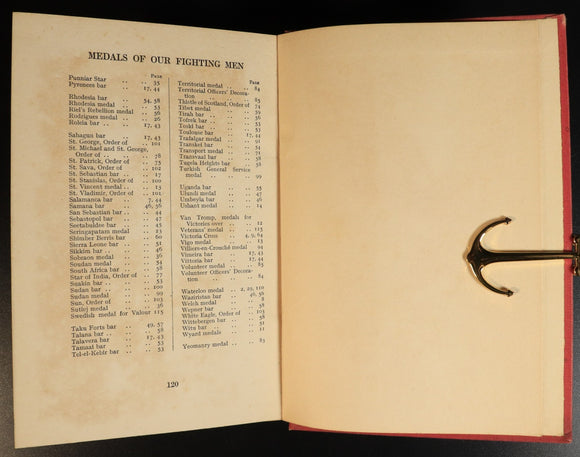 MEDALS OF OUR FIGHTING MEN
PAGE
Punniar Star .. .. 35
Pyrenees bar .. .. 17, 44
Rhodesia bar .. .. 54, 58
Rhodesia medal .. .. 53
Riel's Rebellion medal .. 56
Rodrigues medal .. .. 26
Roleia bar .. .. 17, 43
Sahagun bar .. .. 17, 43
St. George, Order of .. 104
St. Michael and St. George,
Order of .. .. 78
St. Patrick, Order of .. 75
St. Sava, Order of .. 104
St. Sebastian bar .. .. 17
St. Stanislas, Order of .. 100
St. Vincent medal .. .. 15
St. Vladimir, Order of .. 101
Salamanca bar .. .. 7, 44
Samana bar .. .. 46, 56
San Sebastian bar .. .. 44
Sebastopol bar .. .. 47
Seetabuldee bar .. .. 45
Seringapatam medal .. 23
Shimber Berris bar .. 60
Sierra Leone bar .. .. 51
Sikkim bar .. .. 46
Sobraon medal .. .. 36
Soudan medal .. .. 54
South Africa bar .. .. 58
Star of India, Order of .. 77
Suakin bar .. .. 53
Sudan bar .. .. 100
Sudan medal .. .. 99
Sun, Order of .. .. 103
Sutlej medal .. .. 36
Swedish medal for Valour 115
Taku Forts bar .. 49, 57
Talana bar .. .. 58
Talavera bar .. .. 17, 43
Tamaai bar .. .. 53
Tel-el-Kebir bar .. .. 53
PAGE
Territorial medal .. .. 84
Territorial Officers' Decora-
tion .. .. 85
Thistle of Scotland, Order of 74
Tibet medal .. .. 59
Tirah bar .. .. 59
Tofrek bar .. .. 56
Toski bar .. .. 53
Toulouse bar .. .. 17, 44
Trafalgar medal .. .. 91
Transkei bar .. .. 54
Transport medal .. .. 91
Transvaal bar .. .. 58
Tugela Heights bar .. 58
Turkish General Service
medal .. .. 99
Uganda bar .. .. 55
Ulundi medal .. .. 47
Umbeyla bar .. .. 46
Ushant medal .. .. 14
Van Tromp, medals for
Victories over .. .. 12
Veterans' medal .. .. 115
Victoria Cross .. 4, 9, 64
Vigo medal .. .. 13
Villiers-en-Crouché medal 94
Vimeira bar .. .. 17, 43
Vittoria bar .. .. 17, 44
Volunteer medal .. .. 85
Volunteer Officers' Decora-
tion .. .. 84
Waterloo medal .. 2, 29, 110
Waziristan bar .. 46, 56
Welch medal .. .. 8
Wepner bar .. .. 58
White Eagle, Order of .. 103
Wittebergen bar .. .. 58
Witu bar .. .. 51
Wyard medals .. .. 11
Yeomanry medal .. .. 83
120